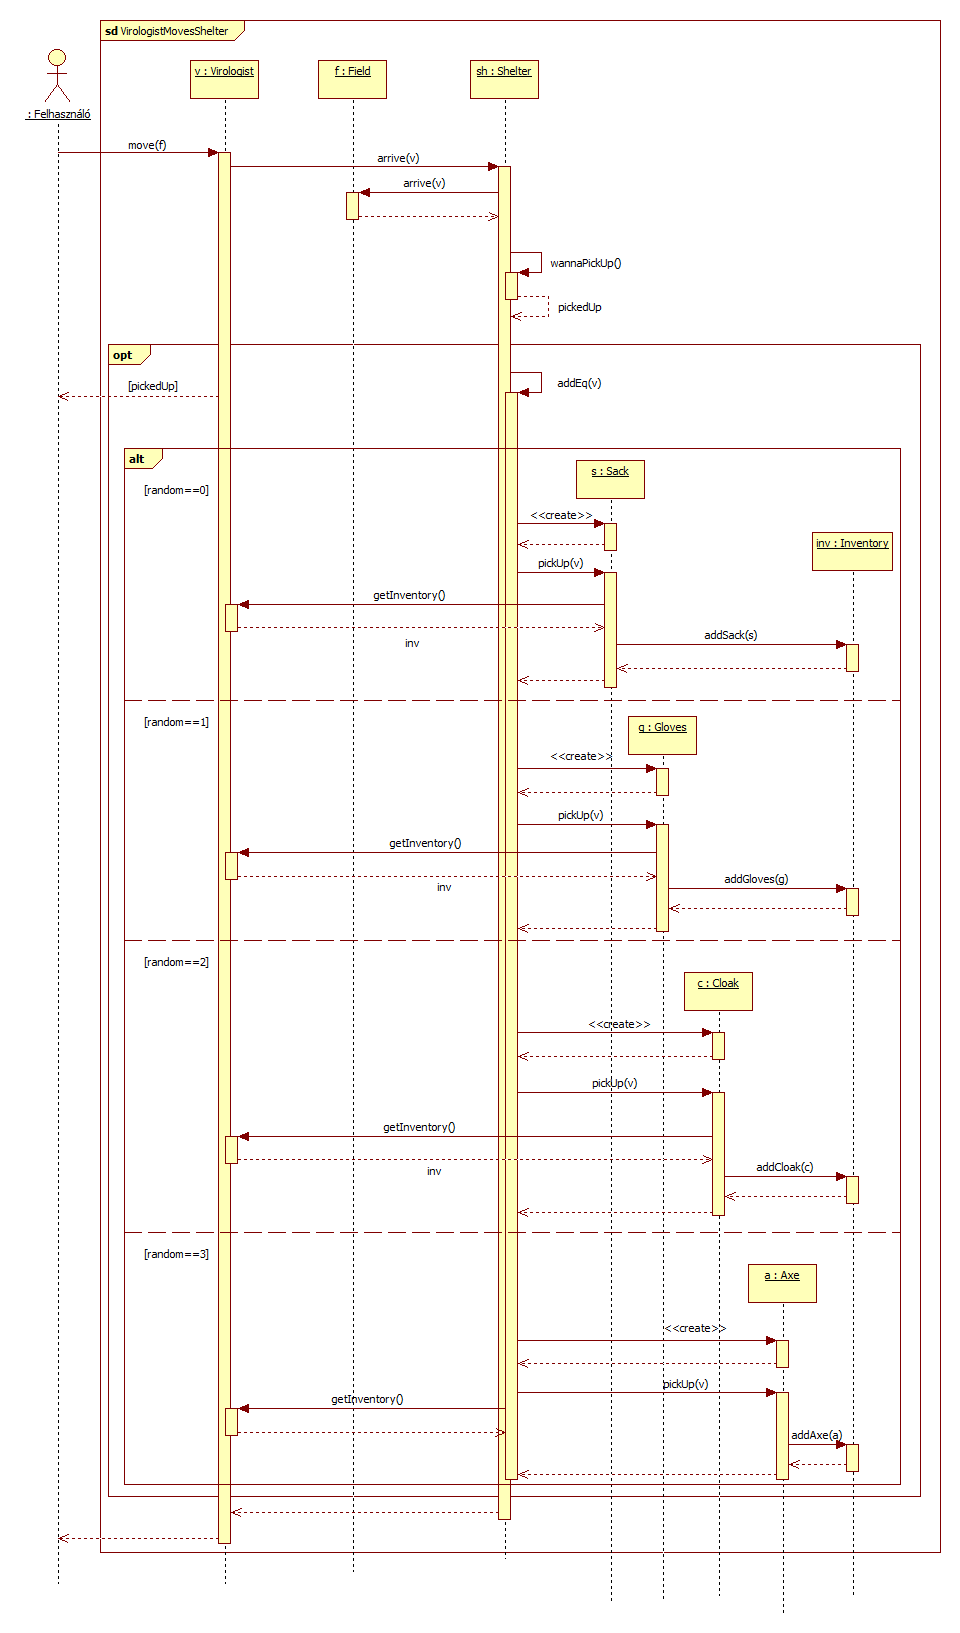 sd VirologistMovesShelter
v : Virologist
f : Field
sh : Shelter
: Felhasználó
move(f)
arrive(v)
arrive(v)
wannaPickUp()
pickedUp
opt
addEq(v)
[pickedUp]
alt
s : Sack
[random==0]
<<create>>
inv : Inventory
pickUp(v)
getInventory()
addSack(s)
inv
[random==1]
g : Gloves
<<create>>
pickUp(v)
getInventory()
addGloves(g)
inv
[random==2]
c : Cloak
<<create>>
pickUp(v)
getInventory()
addCloak(c)
inv
[random==3]
a : Axe
<<create>>
pickUp(v)
getInventory()
addAxe(a)